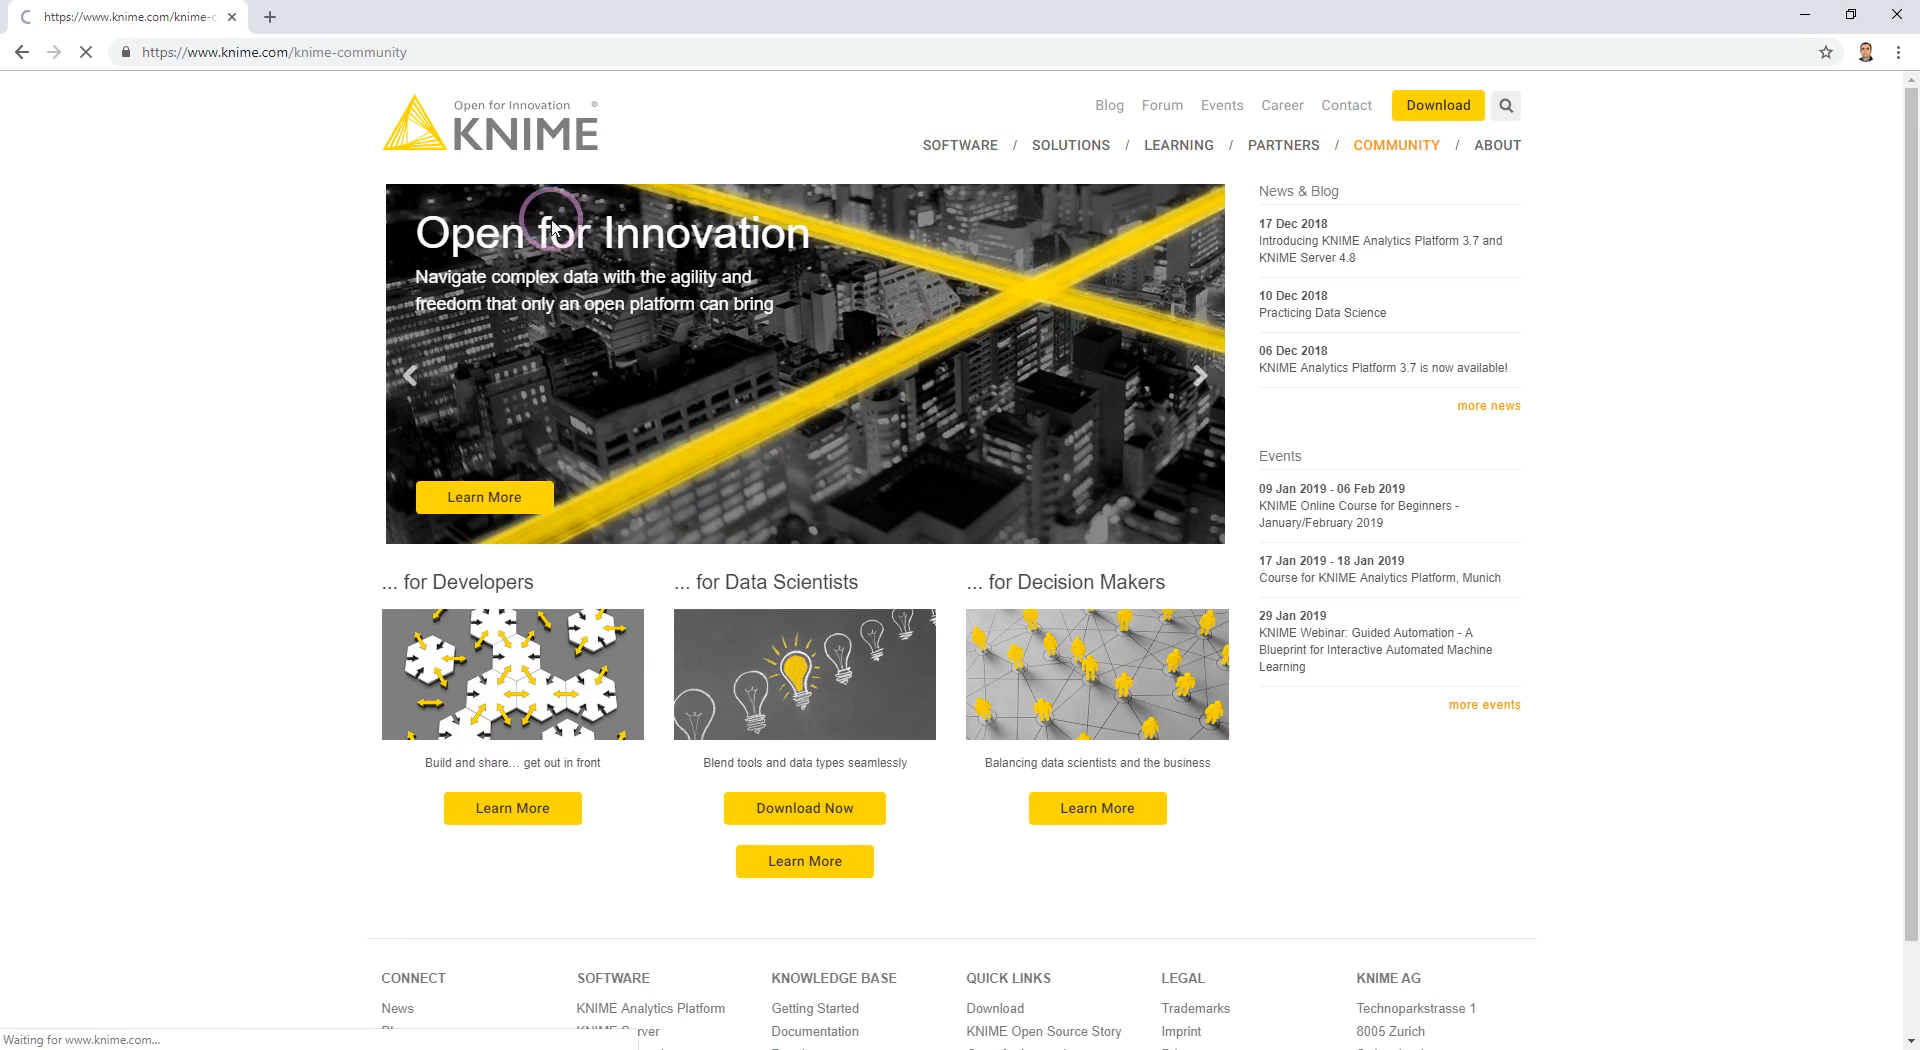 https://www.knime.com/knime-c
https://www.knime.com/knime-community
Open for Innovation ®
KNIME
Blog Forum Events Career Contact Download
SOFTWARE / SOLUTIONS / LEARNING / PARTNERS / COMMUNITY / ABOUT
Open for Innovation
Navigate complex data with the agility and
freedom that only an open platform can bring
Learn More
News & Blog
17 Dec 2018
Introducing KNIME Analytics Platform 3.7 and
KNIME Server 4.8
10 Dec 2018
Practicing Data Science
06 Dec 2018
KNIME Analytics Platform 3.7 is now available!
more news
Events
09 Jan 2019 - 06 Feb 2019
KNIME Online Course for Beginners -
January/February 2019
17 Jan 2019 - 18 Jan 2019
Course for KNIME Analytics Platform, Munich
29 Jan 2019
KNIME Webinar: Guided Automation - A
Blueprint for Interactive Automated Machine
Learning
more events
... for Developers
Build and share... get out in front
Learn More
... for Data Scientists
Blend tools and data types seamlessly
Download Now
Learn More
... for Decision Makers
Balancing data scientists and the business
Learn More
CONNECT
News
SOFTWARE
KNIME Analytics Platform
KNIME Server
KNOWLEDGE BASE
Getting Started
Documentation
QUICK LINKS
Download
KNIME Open Source Story
LEGAL
Trademarks
Imprint
KNIME AG
Technoparkstrasse 1
8005 Zurich
Waiting for www.knime.com...